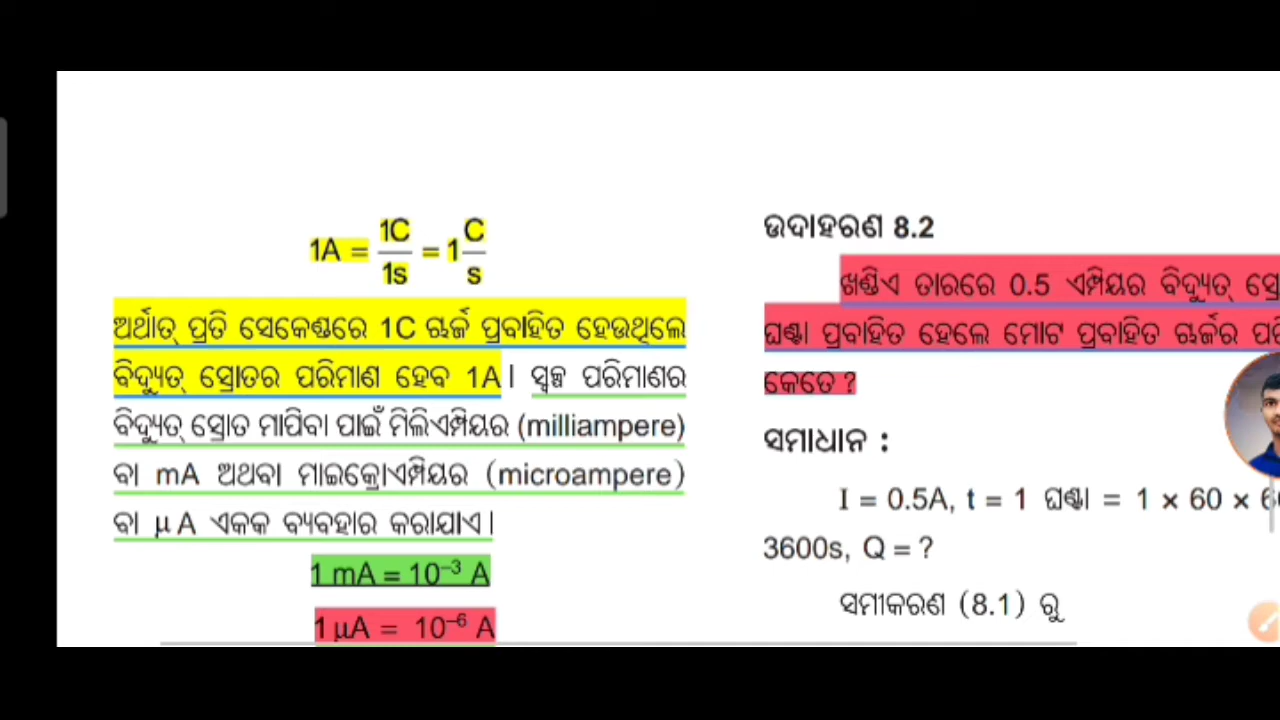 1A = 1C/1s = 1 C/s
ଅର୍ଥାତ୍ ପ୍ରତି ସେକେଣ୍ଡରେ 1C ଋର୍ଜ ପ୍ରବାହିତ ହେଉଥିଲେ
ବିଦ୍ୟୁତ୍ ସ୍ରୋତର ପରିମାଣ ହେବ 1A। ସ୍ୱଳ୍ପ ପରିମାଣର
ବିଦ୍ୟୁତ୍ ସ୍ରୋତ ମାପିବା ପାଇଁ ମିଲିଏମ୍ପିୟର (milliampere)
ବା mA ଅଥବା ମାଇକ୍ରୋଏମ୍ପିୟର (microampere)
ବା μA ଏକକ ବ୍ୟବହାର କରାଯାଏ।
1 mA = 10⁻³ A
1 μA = 10⁻⁶ A
ଉଦାହରଣ 8.2
ଖଣ୍ଡିଏ ତାରରେ 0.5 ଏମ୍ପିୟର ବିଦ୍ୟୁତ୍
ଘଣ୍ଟା ପ୍ରବାହିତ ହେଲେ ମୋଟ ପ୍ରବାହିତ ଋର୍ଜର
କେତେ ?
ସମାଧାନ :
I = 0.5A, t = 1 ଘଣ୍ଟା = 1 × 60 ×
3600s, Q = ?
ସମୀକରଣ (8.1) ରୁ